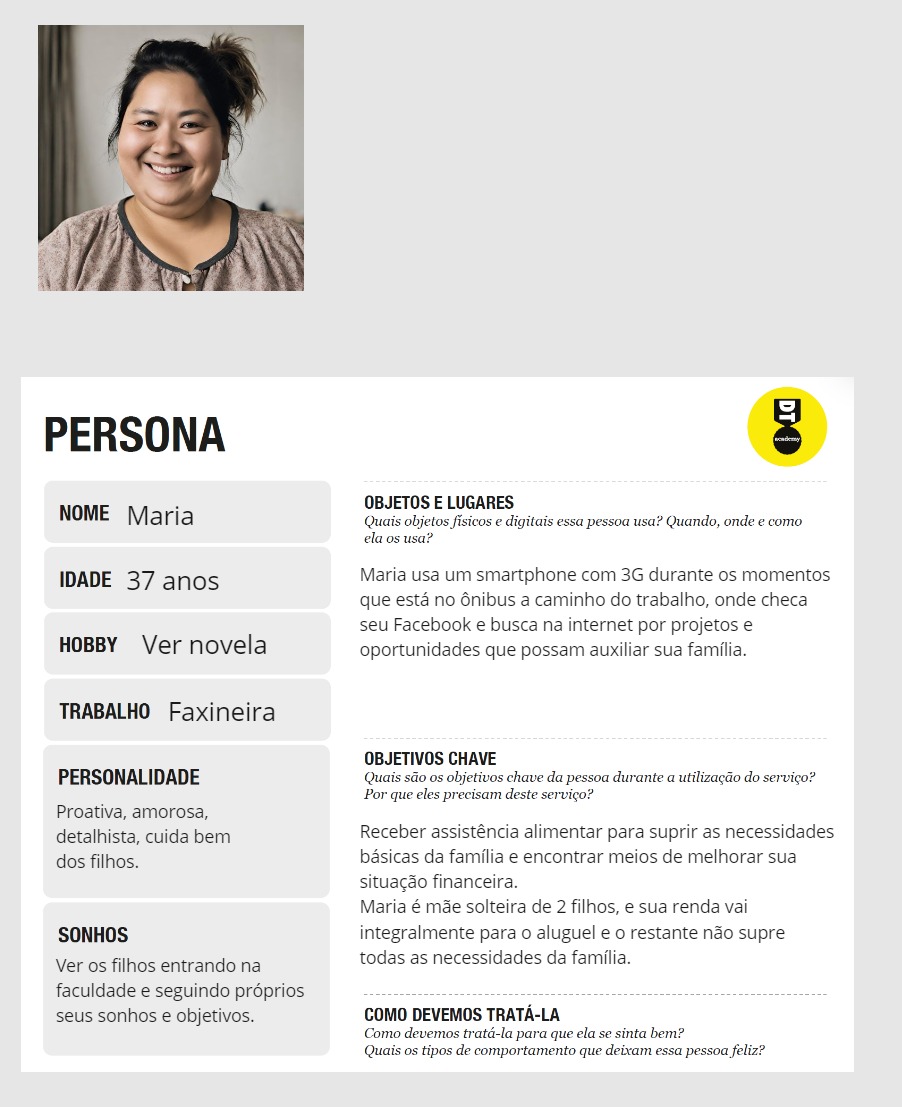 PERSONA
DT
academy
NOME Maria
IDADE 37 anos
HOBBY Ver novela
TRABALHO Faxineira
PERSONALIDADE
Proativa, amorosa,
detalhista, cuida bem
dos filhos.
SONHOS
Ver os filhos entrando na
faculdade e seguindo próprios
seus sonhos e objetivos.
OBJETOS E LUGARES
Quais objetos físicos e digitais essa pessoa usa? Quando, onde e como
ela os usa?
Maria usa um smartphone com 3G durante os momentos
que está no ônibus a caminho do trabalho, onde checa
seu Facebook e busca na internet por projetos e
oportunidades que possam auxiliar sua família.
OBJETIVOS CHAVE
Quais são os objetivos chave da pessoa durante a utilização do serviço?
Por que eles precisam deste serviço?
Receber assistência alimentar para suprir as necessidades
básicas da família e encontrar meios de melhorar sua
situação financeira.
Maria é mãe solteira de 2 filhos, e sua renda vai
integralmente para o aluguel e o restante não supre
todas as necessidades da família.
COMO DEVEMOS TRATÁ-LA
Como devemos tratá-la para que ela se sinta bem?
Quais os tipos de comportamento que deixam essa pessoa feliz?